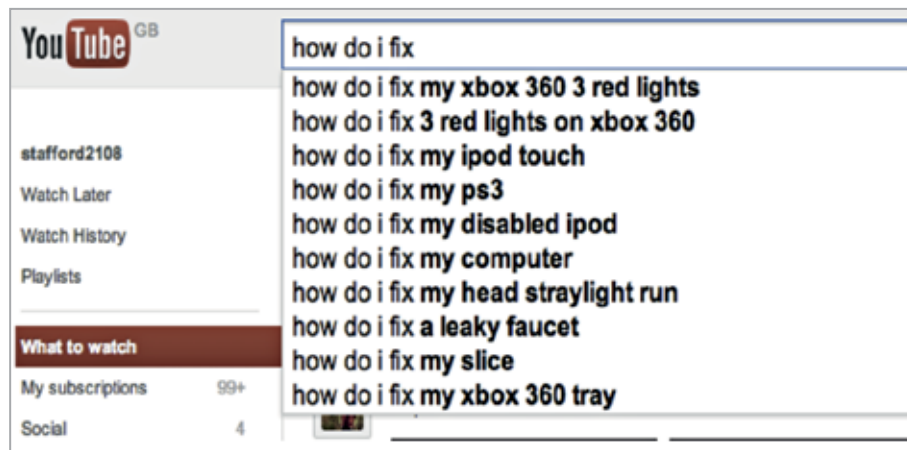 YouTube GB
how do i fix
how do i fix my xbox 360 3 red lights
how do i fix 3 red lights on xbox 360
how do i fix my ipod touch
how do i fix my ps3
how do i fix my disabled ipod
how do i fix my computer
how do i fix my head straylight run
how do i fix a leaky faucet
how do i fix my slice
how do i fix my xbox 360 tray
stafford2108
Watch Later
Watch History
Playlists
What to watch
My subscriptions 99+
Social 4